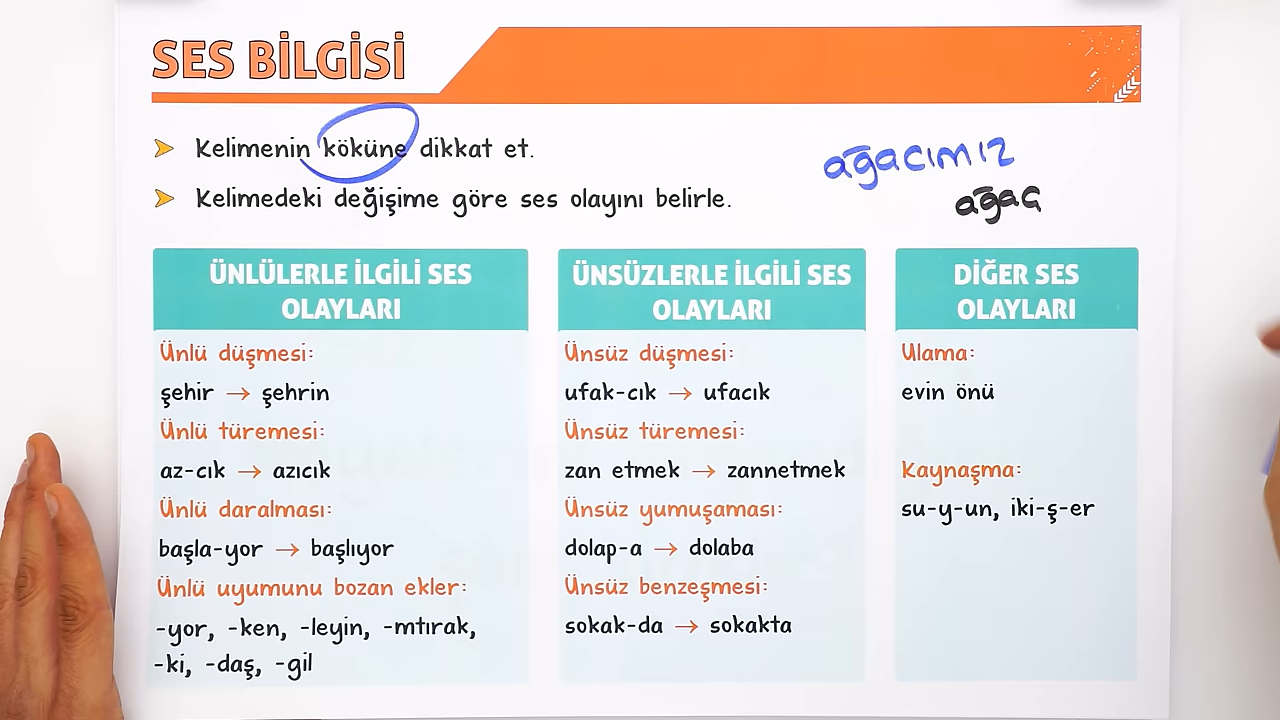 SES BİLGİSİ
Kelimenin köküne dikkat et.
Kelimedeki değişime göre ses olayını belirle.
ağacımız
ağaç
ÜNLÜLERLE İLGİLİ SES
OLAYLARI
Ünlü düşmesi:
şehir → şehrin
Ünlü türemesi:
az-cık → azıcık
Ünlü daralması:
başla-yor → başlıyor
Ünlü uyumunu bozan ekler:
-yor, -ken, -leyin, -mtırak,
-ki, -daş, -gil
ÜNSÜZLERLE İLGİLİ SES
OLAYLARI
Ünsüz düşmesi:
ufak-cık → ufacık
Ünsüz türemesi:
zan etmek → zannetmek
Ünsüz yumuşaması:
dolap-a → dolaba
Ünsüz benzeşmesi:
sokak-da → sokakta
DİĞER SES
OLAYLARI
Ulama:
evin önü
Kaynaşma:
su-y-un, iki-ş-er